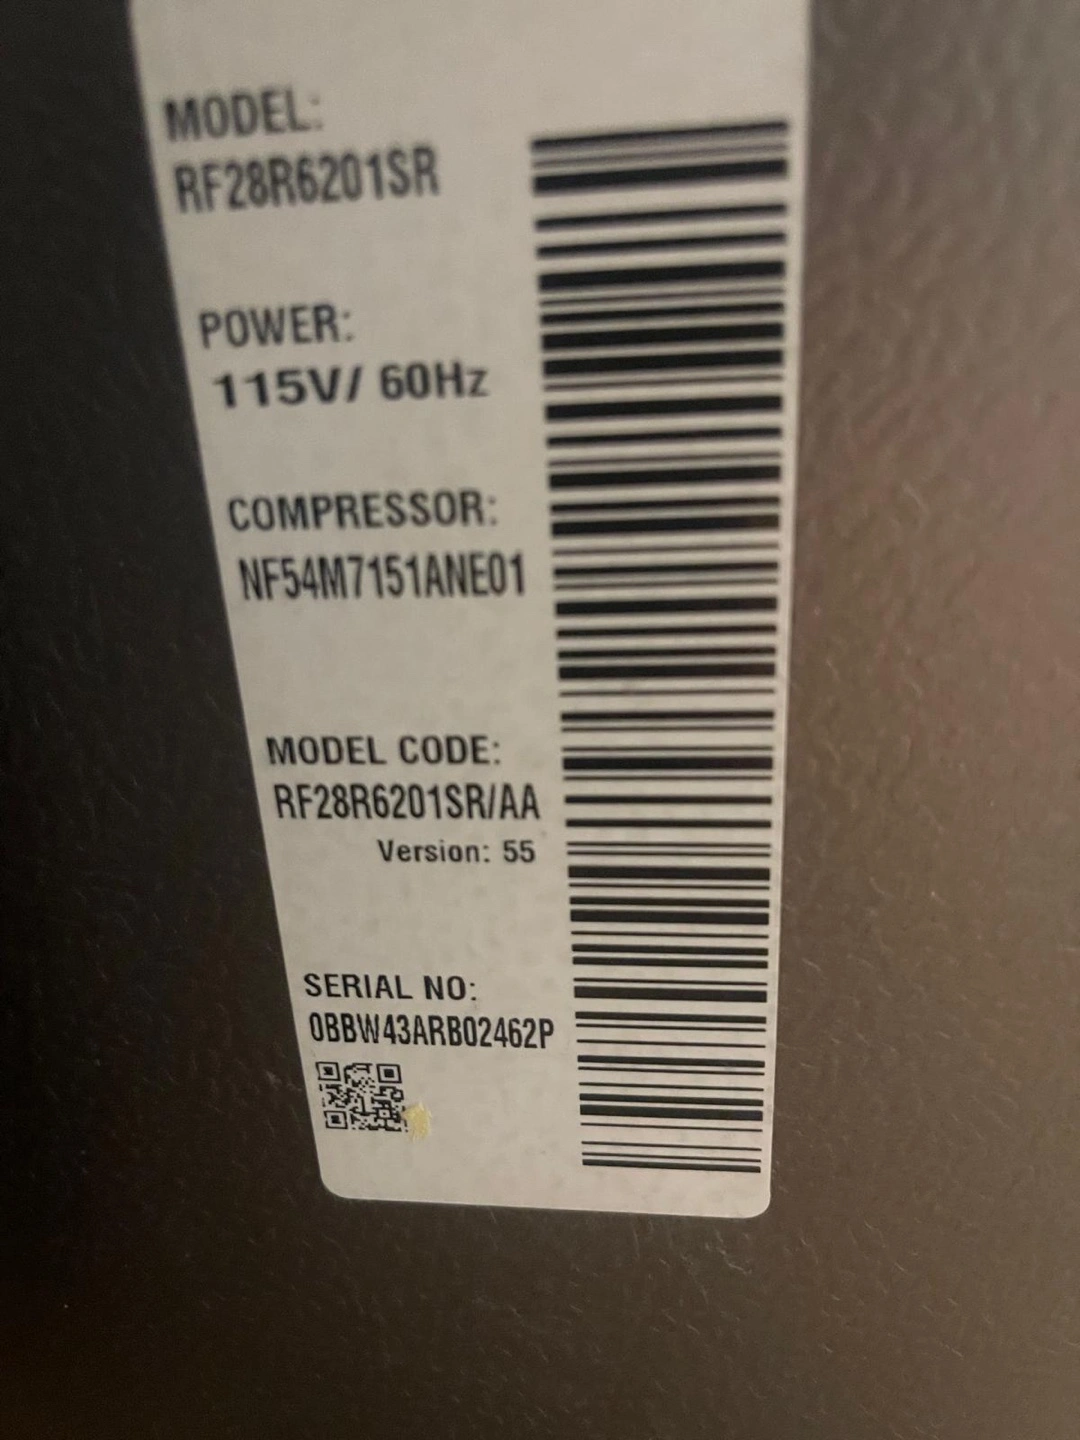 MODEL:
RF28R6201SR
POWER:
115V/ 60Hz
COMPRESSOR:
NF54M7151ANE01
MODEL CODE:
RF28R6201SR/AA
Version: 55
SERIAL NO:
0BBW43ARB02462P